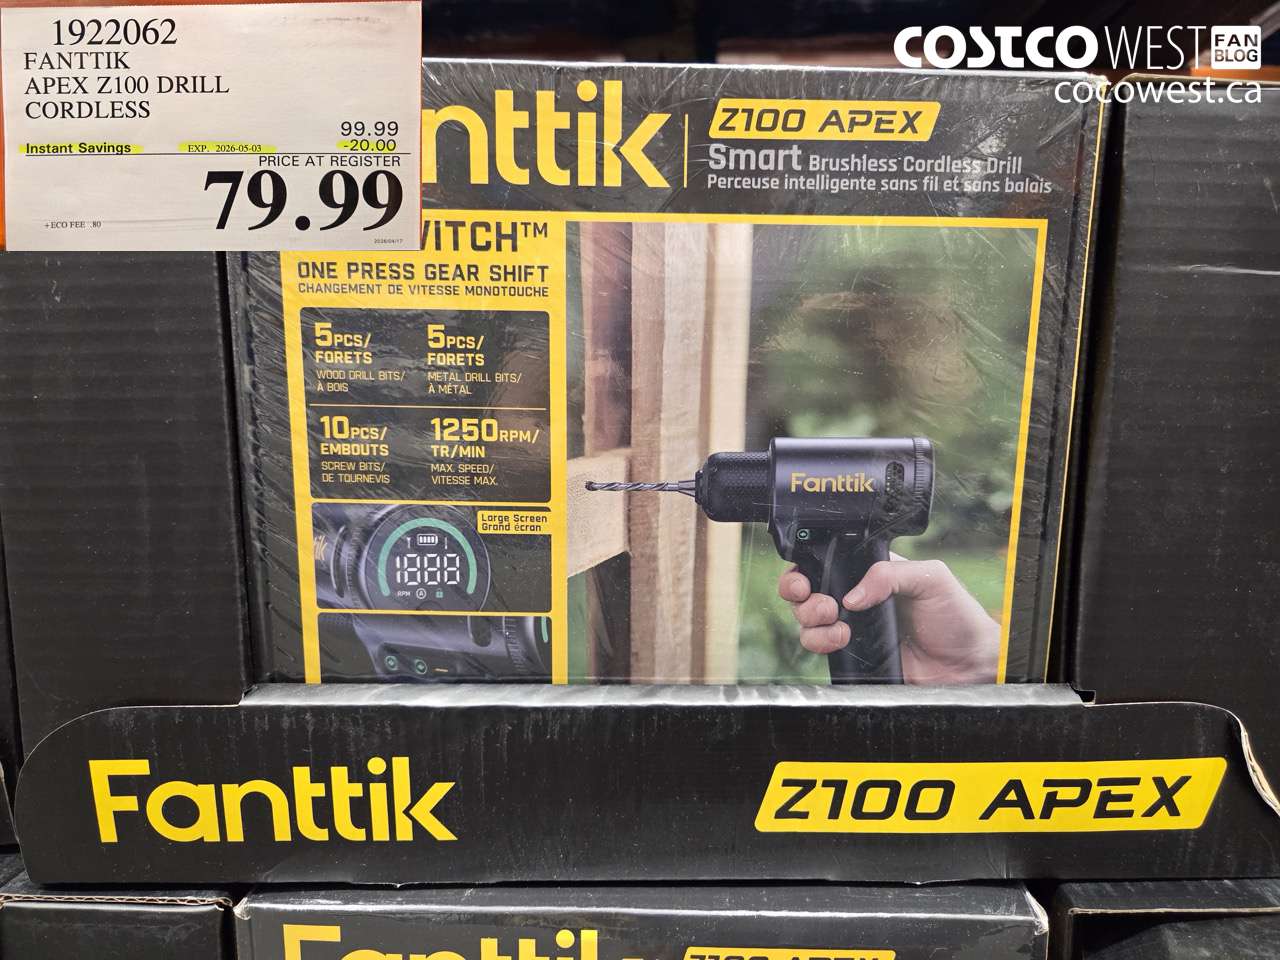 1922062
FANTTIK
APEX Z100 DRILL
CORDLESS
99.99
Instant Savings EXP. 2026-05-03 -20.00
PRICE AT REGISTER
79.99
+ECO FEE .80
2026/04/17
COSTCO WEST FAN BLOG
cocowest.ca
nttik
Z100 APEX
Smart Brushless Cordless Drill
Perceuse intelligente sans fil et sans balais
WITCH™
ONE PRESS GEAR SHIFT
CHANGEMENT DE VITESSE MONOTOUCHE
5PCS/
FORETS
WOOD DRILL BITS/
À BOIS
5PCS/
FORETS
METAL DRILL BITS/
À MÉTAL
10PCS/
EMBOUTS
SCREW BITS/
DE TOURNEVIS
1250RPM/
TR/MIN
MAX. SPEED/
VITESSE MAX.
Large Screen
Grand écran
1888
RPM A
Fanttik
Fanttik
Z100 APEX
Fanttik
Z100 APEX